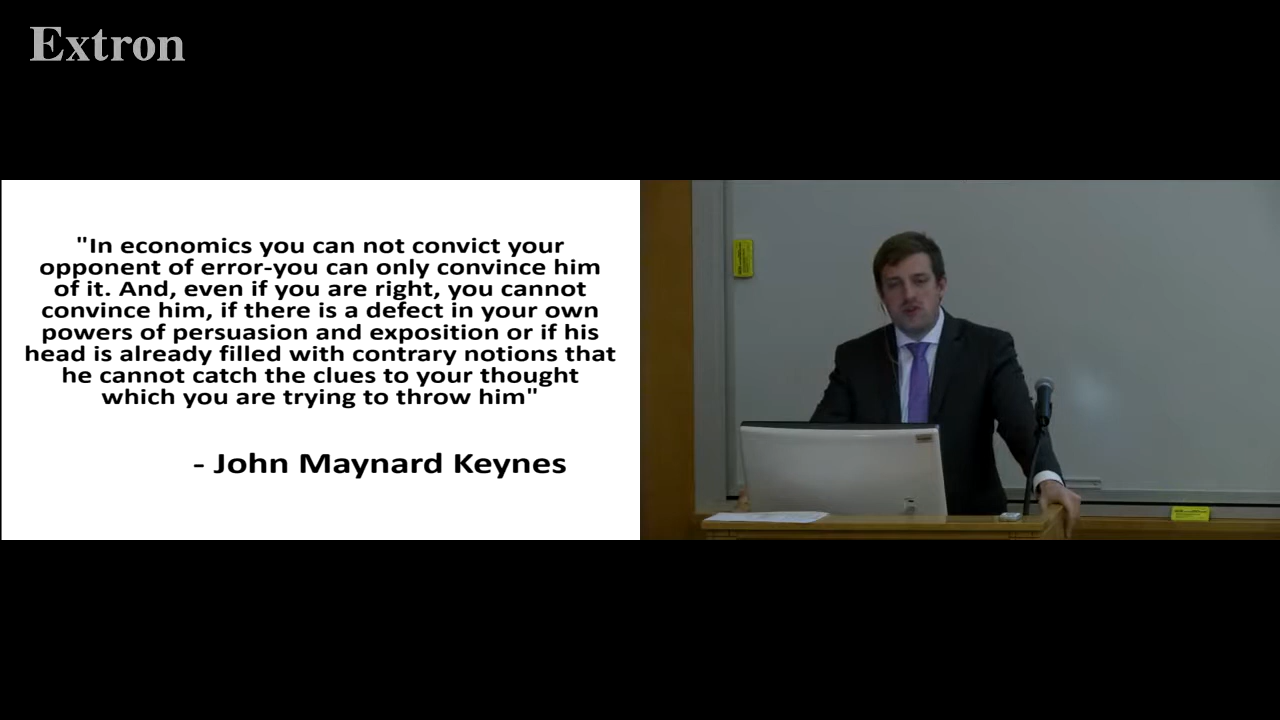 Extron
"In economics you can not convict your
opponent of error-you can only convince him
of it. And, even if you are right, you cannot
convince him, if there is a defect in your own
powers of persuasion and exposition or if his
head is already filled with contrary notions that
he cannot catch the clues to your thought
which you are trying to throw him"
- John Maynard Keynes